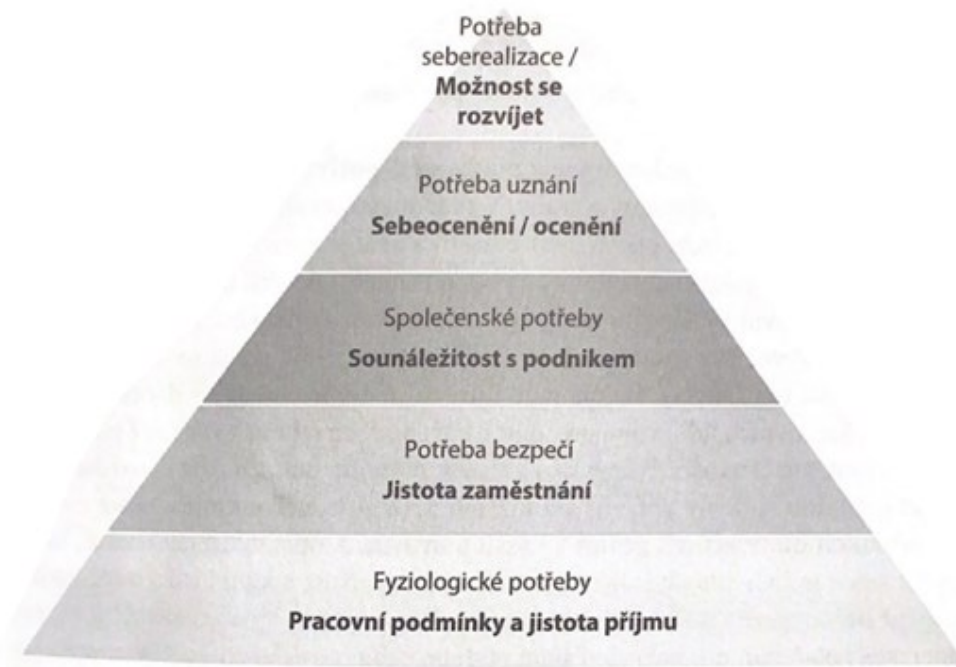 Potřeba
seberealizace /
Možnost se
rozvíjet
Potřeba uznání
Sebeocenění / ocenění
Společenské potřeby
Sounáležitost s podnikem
Potřeba bezpečí
Jistota zaměstnání
Fyziologické potřeby
Pracovní podmínky a jistota příjmu